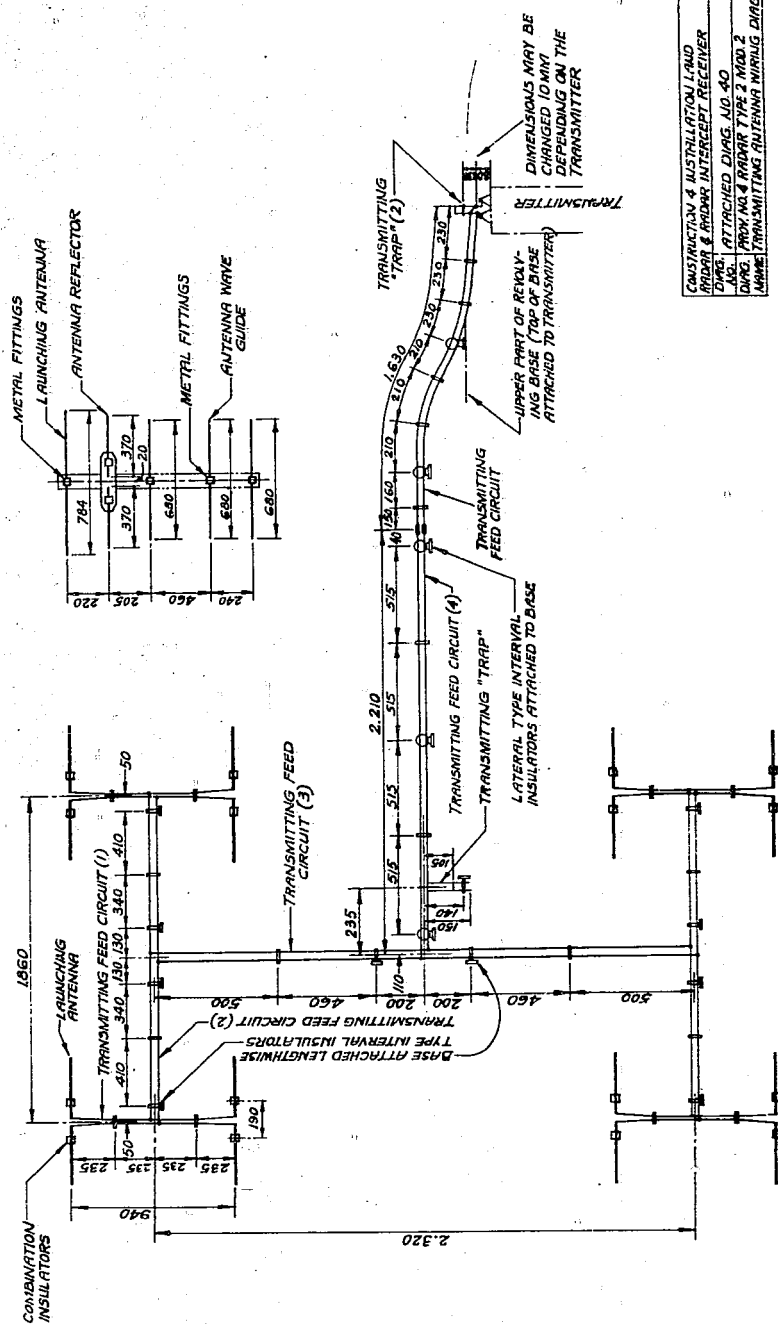 METAL FITTINGS
LAUNCHING ANTENNA
ANTENNA REFLECTOR
METAL FITTINGS
ANTENNA WAVE
GUIDE
220
205
460
240
784
370
370
20
680
680
680
COMBINATION
INSULATORS
LAUNCHING
ANTENNA
TRANSMITTING FEED CIRCUIT (1)
1860
50
50
410
340
130
130
340
410
235
235
235
235
940
190
2.320
TRANSMITTING FEED
CIRCUIT (3)
TRANSMITTING FEED CIRCUIT (2)
BASE ATTACHED LENGTHWISE
TYPE INTERVAL INSULATORS
500
460
200
200
460
500
110
235
105
140
150
2.210
515
515
515
515
40
130
160
210
210
210
230
230
230
1.630
TRANSMITTING FEED CIRCUIT (4)
TRANSMITTING "TRAP"
LATERAL TYPE INTERVAL
INSULATORS ATTACHED TO BASE
TRANSMITTING
FEED CIRCUIT
UPPER PART OF REVOLV-
ING BASE (TOP OF BASE
ATTACHED TO TRANSMITTER)
TRANSMITTING
"TRAP" (2)
TRANSMITTER
DIMENSIONS MAY BE
CHANGED 10 MM
DEPENDING ON THE
TRANSMITTER
CONSTRUCTION & INSTALLATION LAND
RADAR & RADAR INTERCEPT RECEIVER
DIAG. NO. ATTACHED DIAG. NO. 40
DIAG. NAME PROV. NO. 4 RADAR TYPE 2 MOD. 2
TRANSMITTING ANTENNA WIRING DIAG